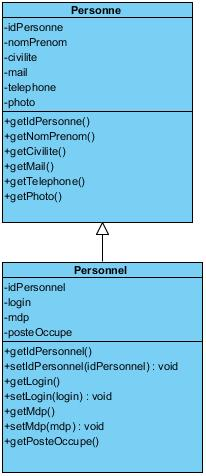 Personne
-idPersonne
-nomPrenom
-civilite
-mail
-telephone
-photo
+getIdPersonne()
+getNomPrenom()
+getCivilite()
+getMail()
+getTelephone()
+getPhoto()
Personnel
-idPersonnel
-login
-mdp
-posteOccupe
+getIdPersonnel()
+setIdPersonnel(idPersonnel) : void
+getLogin()
+setLogin(login) : void
+getMdp()
+setMdp(mdp) : void
+getPosteOccupe()